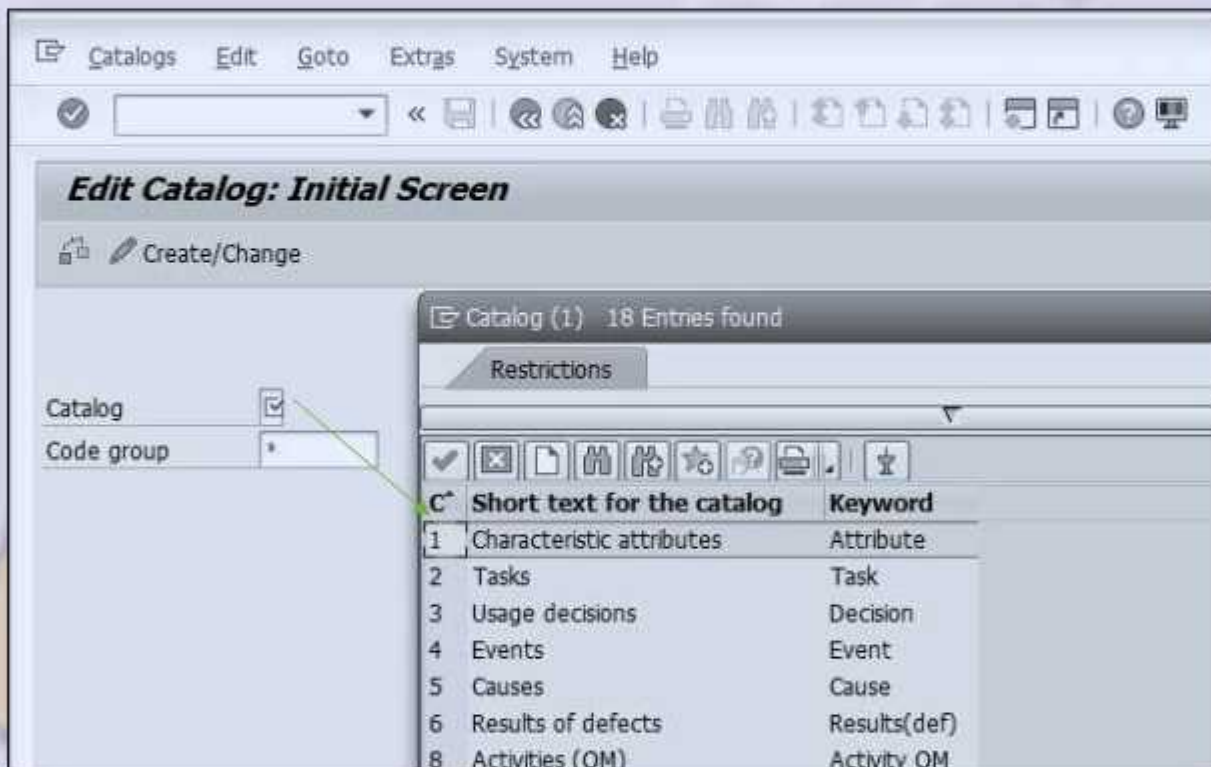 Catalogs Edit Goto Extras System Help
Edit Catalog: Initial Screen
Create/Change
Catalog (1) 18 Entries found
Restrictions
Catalog
Code group *
C Short text for the catalog Keyword
1 Characteristic attributes Attribute
2 Tasks Task
3 Usage decisions Decision
4 Events Event
5 Causes Cause
6 Results of defects Results(def)
8 Activities (QM) Activity QM